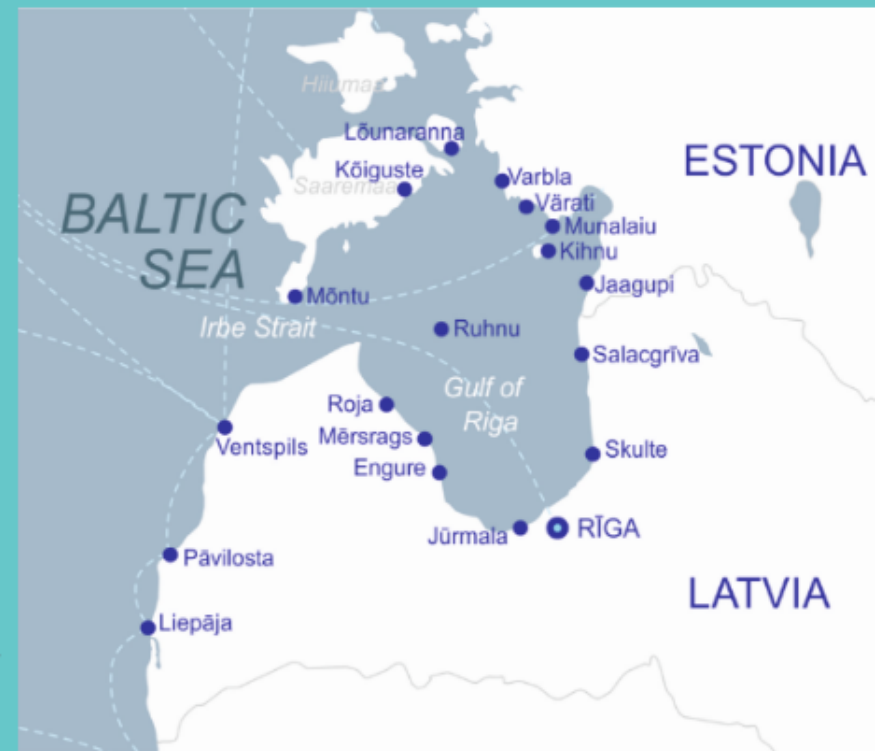 Hiiumaa
Lõunaranna
Kõiguste
Saaremaa
Varbla
Värati
ESTONIA
BALTIC
SEA
Munalaiu
Kihnu
Jaagupi
Mõntu
Irbe Strait
Ruhnu
Salacgrīva
Gulf of
Riga
Roja
Mērsrags
Ventspils
Engure
Skulte
Jūrmala
RĪGA
Pāvilosta
LATVIA
Liepāja